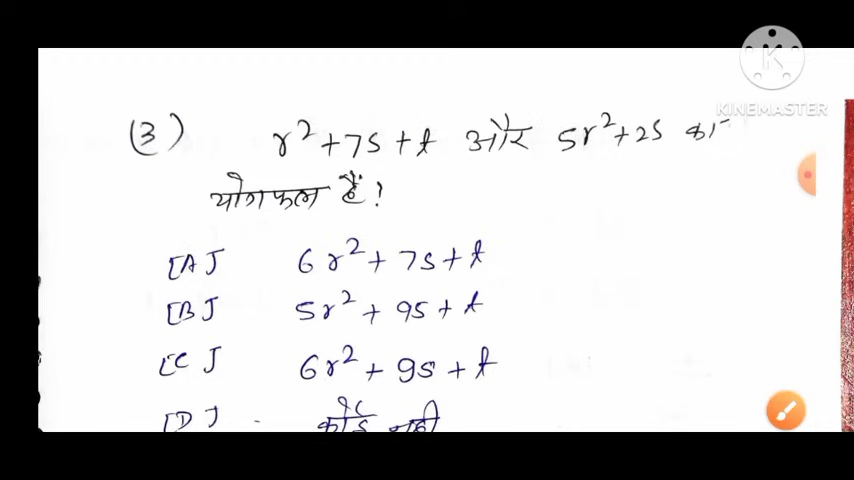 KINEMASTER
(3) r²+7s+t और 5r²+2s का
योगफल हैं?
[A] 6r²+7s+t
[B] 5r²+9s+t
[C] 6r²+9s+t
[D] कोई नही